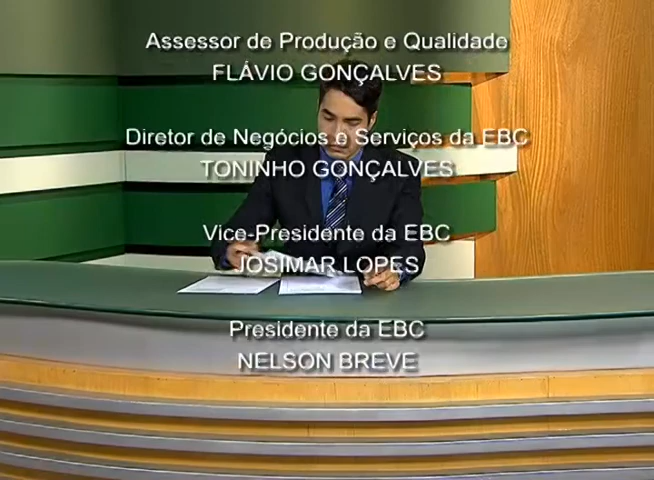 Assessor de Produção e Qualidade
FLÁVIO GONÇALVES
Diretor de Negócios e Serviços da EBC
TONINHO GONÇALVES
Vice-Presidente da EBC
JOSIMAR LOPES
Presidente da EBC
NELSON BREVE